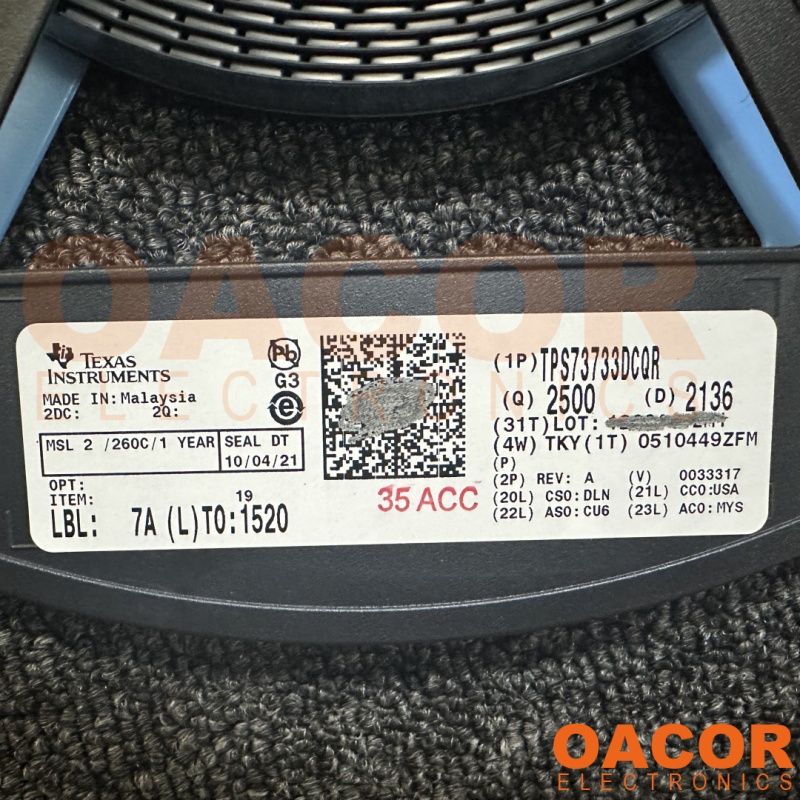 OACOR
ELECTRONICS
TEXAS
INSTRUMENTS
MADE IN: Malaysia
2DC: 2Q:
Pb
G3
e
MSL 2 /260C/1 YEAR
SEAL DT
10/04/21
OPT:
ITEM: 19
LBL: 7A (L)TO:1520
35 ACC
(1P) TPS73733DCQR
(Q) 2500 (D) 2136
(31T)LOT:
(4W) TKY(1T) 0510449ZFM
(P)
(2P) REV: A (V) 0033317
(20L) CSO:DLN (21L) CCO:USA
(22L) ASO:CU6 (23L) ACO:MYS
OACOR
ELECTRONICS